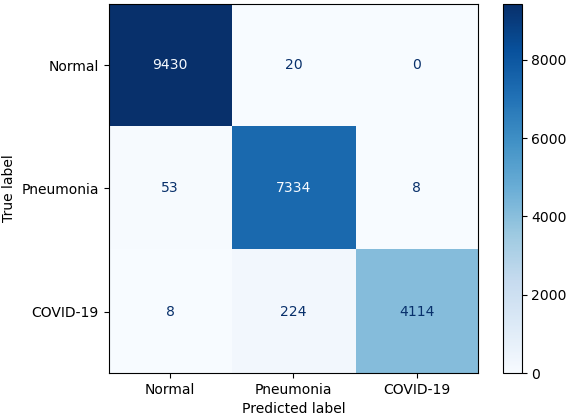 Normal 9430 20 0
Pneumonia 53 7334 8
COVID-19 8 224 4114
Normal Pneumonia COVID-19
Predicted label
True label
8000
6000
4000
2000
0